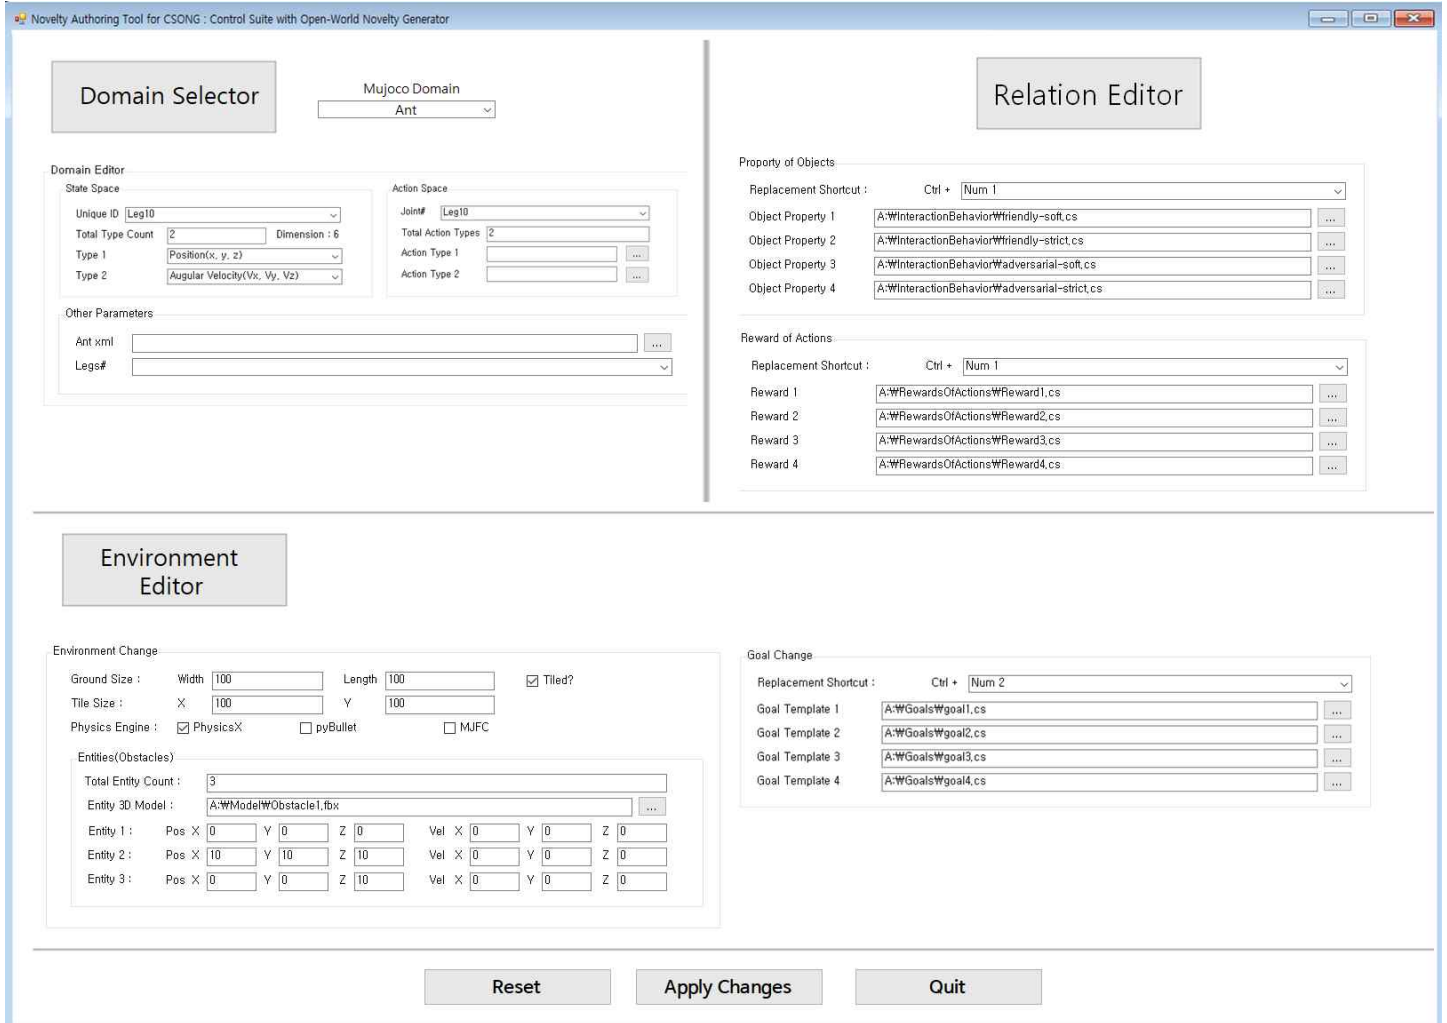 Novelty Authoring Tool for CSONG : Control Suite with Open-World Novelty Generator
Domain Selector
Mujoco Domain
Ant
Domain Editor
State Space
Unique ID Leg10
Total Type Count 2 Dimension : 6
Type 1 Position(x, y, z)
Type 2 Augular Velocity(Vx, Vy, Vz)
Action Space
Joint# Leg10
Total Action Types 2
Action Type 1 ...
Action Type 2 ...
Other Parameters
Ant xml ...
Legs#
Relation Editor
Proporty of Objects
Replacement Shortcut : Ctrl + Num 1
Object Property 1 A:₩InteractionBehavior₩friendly-soft,cs ...
Object Property 2 A:₩InteractionBehavior₩friendly-strict,cs ...
Object Property 3 A:₩InteractionBehavior₩adversarial-soft,cs ...
Object Property 4 A:₩InteractionBehavior₩adversarial-strict,cs ...
Reward of Actions
Replacement Shortcut : Ctrl + Num 1
Reward 1 A:₩RewardsOfActions₩Reward1,cs ...
Reward 2 A:₩RewardsOfActions₩Reward2,cs ...
Reward 3 A:₩RewardsOfActions₩Reward3,cs ...
Reward 4 A:₩RewardsOfActions₩Reward4,cs ...
Environment
Editor
Environment Change
Ground Size : Width 100 Length 100 Tiled?
Tile Size : X 100 Y 100
Physics Engine : PhysicsX pyBullet MJFC
Entities(Obstacles)
Total Entity Count : 3
Entity 3D Model : A:₩Model₩Obstacle1,fbx ...
Entity 1 : Pos X 0 Y 0 Z 0 Vel X 0 Y 0 Z 0
Entity 2 : Pos X 10 Y 10 Z 10 Vel X 0 Y 0 Z 0
Entity 3 : Pos X 0 Y 0 Z 10 Vel X 0 Y 0 Z 0
Goal Change
Replacement Shortcut : Ctrl + Num 2
Goal Template 1 A:₩Goals₩goal1,cs ...
Goal Template 2 A:₩Goals₩goal2,cs ...
Goal Template 3 A:₩Goals₩goal3,cs ...
Goal Template 4 A:₩Goals₩goal4,cs ...
Reset
Apply Changes
Quit